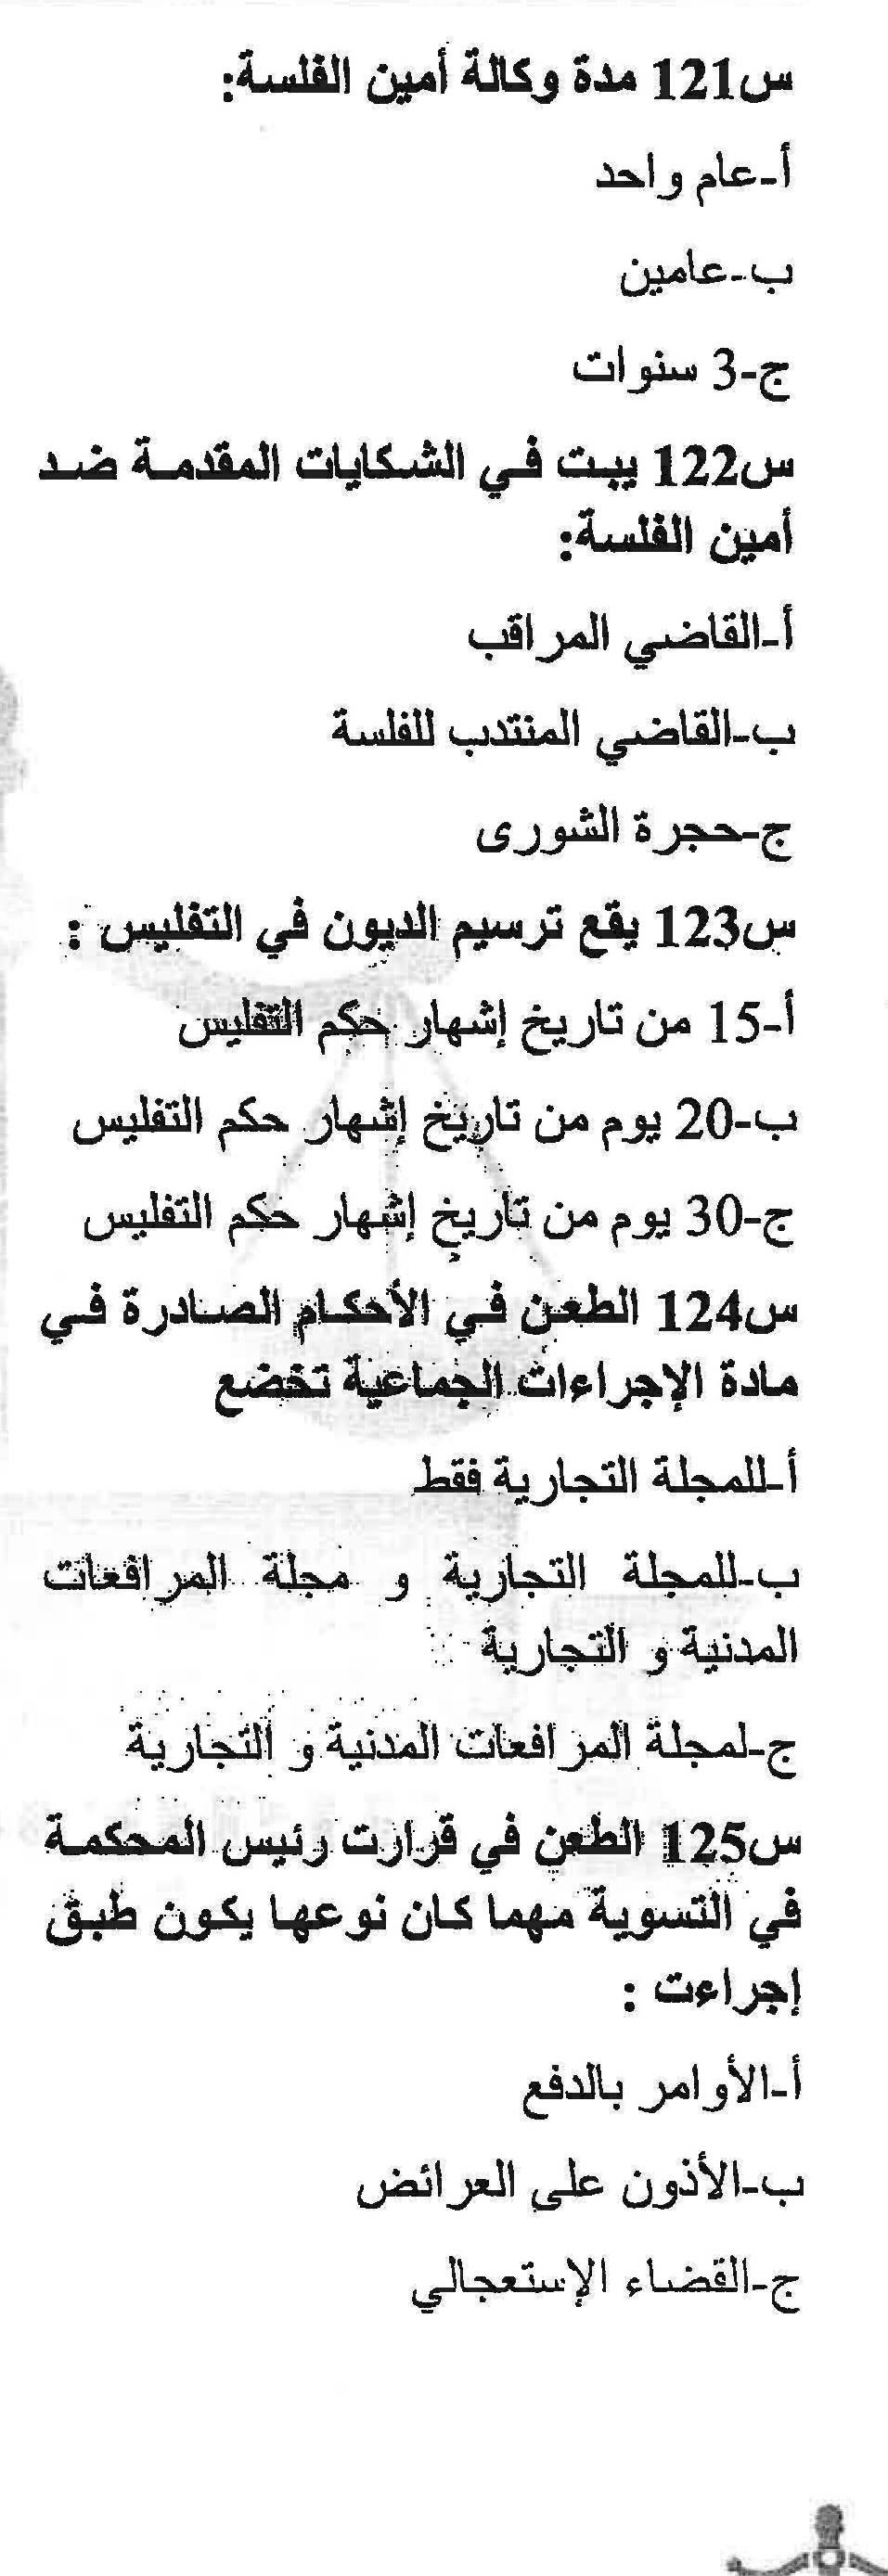 س121 مدة وكالة أمين الفلسة:
أ-عام واحد
ب-عامين
ج-3 سنوات
س122 يبت في الشكايات المقدمة ضد
أمين الفلسة:
أ-القاضي المراقب
ب-القاضي المنتدب للفلسة
ج-حجرة الشورى
س123 يقع ترسيم الديون في التفليس :
أ-15 من تاريخ إشهار حكم التفليس
ب-20 يوم من تاريخ إشهار حكم التفليس
ج-30 يوم من تاريخ إشهار حكم التفليس
س124 الطعن في الأحكام الصادرة في
مادة الإجراءات الجماعية تخضع
أ-للمجلة التجارية فقط
ب-للمجلة التجارية و مجلة المرافعات
المدنية و التجارية
ج-لمجلة المرافعات المدنية و التجارية
س125 الطعن في قرارت رئيس المحكمة
في التسوية مهما كان نوعها يكون طبق
إجراءت :
أ-الأوامر بالدفع
ب-الأذون على العرائض
ج-القضاء الإستعجالي